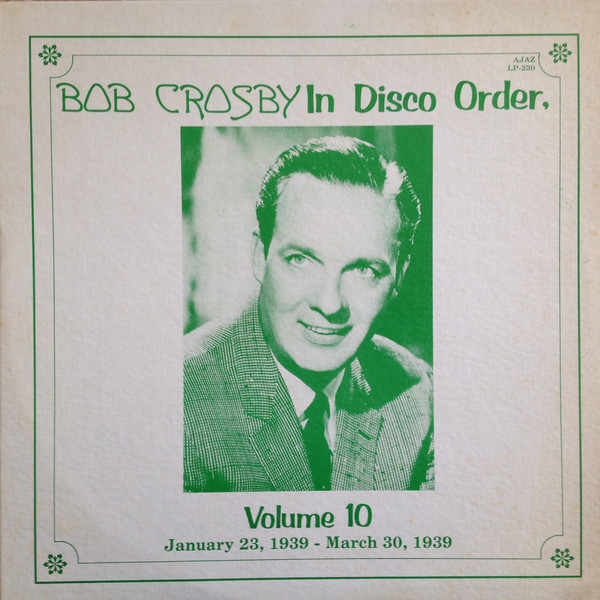 AJAZ
LP-230
BOB CROSBY In Disco Order,
Volume 10
January 23, 1939 - March 30, 1939